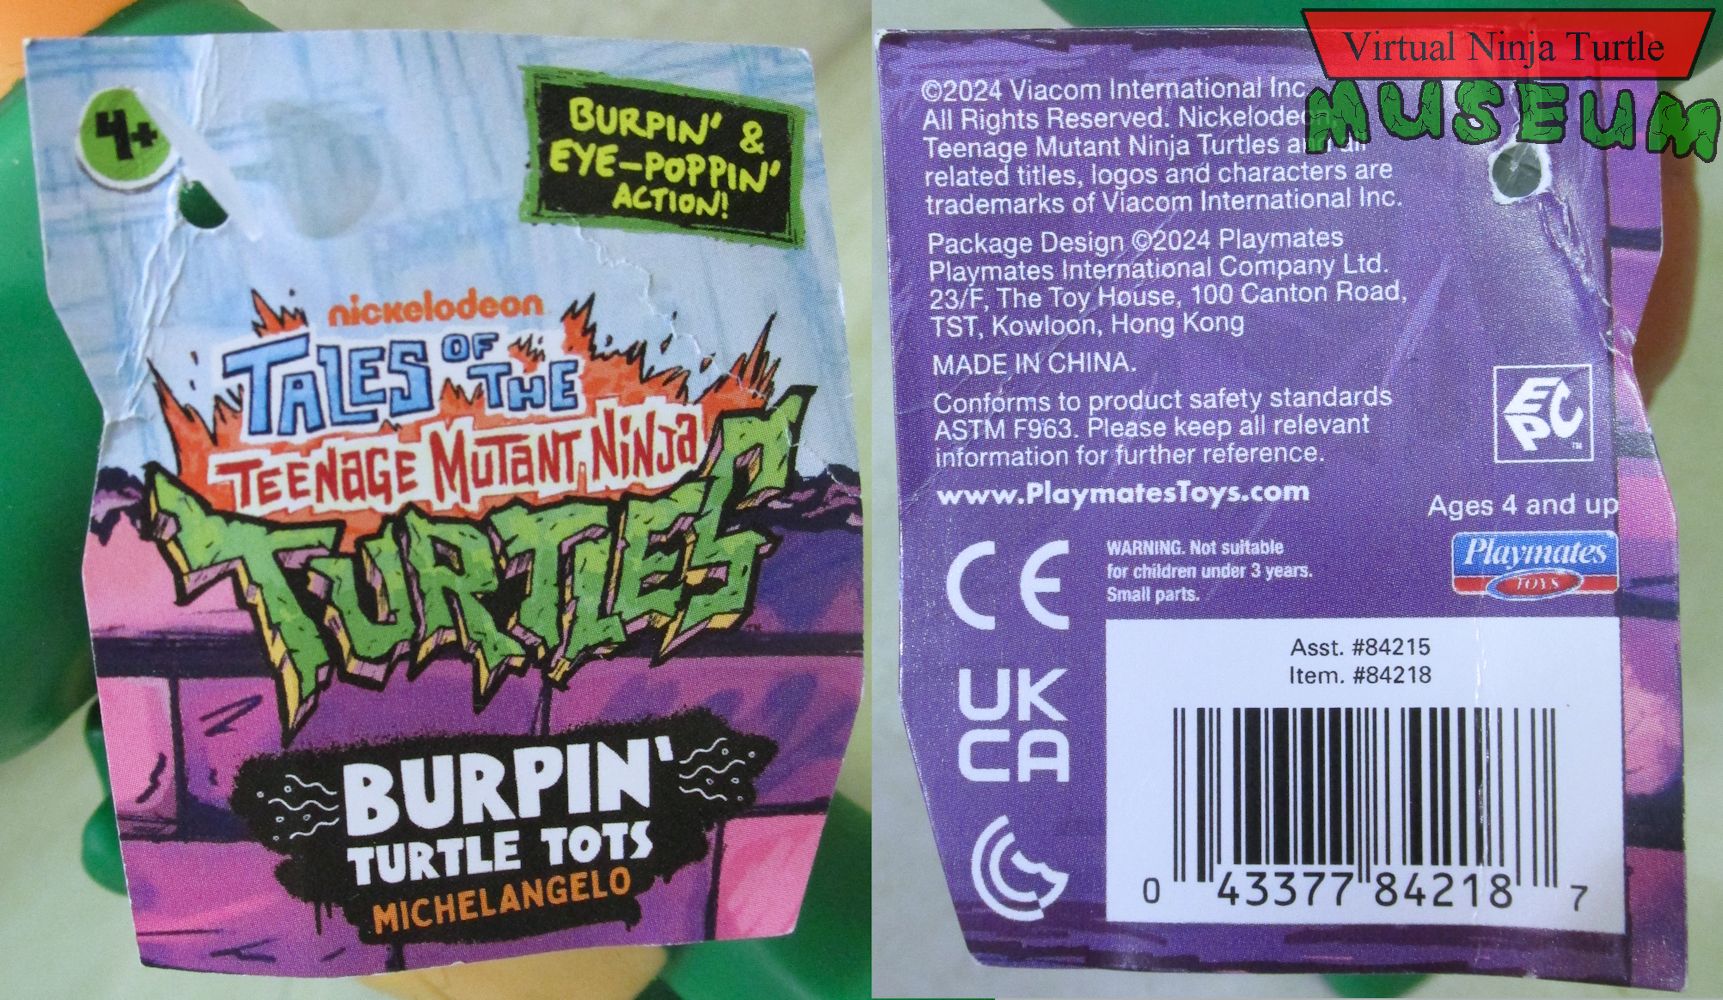 4+
BURPIN' &
EYE-POPPIN'
ACTION!
nickelodeon
TALES OF THE
TEENAGE MUTANT NINJA
TURTLES
BURPIN'
TURTLE TOTS
MICHELANGELO
Virtual Ninja Turtle
MUSEUM
©2024 Viacom International Inc
All Rights Reserved.
Teenage Mutant Ninja Turtles
related titles, logos and characters are
trademarks of Viacom International Inc.
Package Design ©2024 Playmates
Playmates International Company Ltd.
23/F, The Toy House, 100 Canton Road,
TST, Kowloon, Hong Kong
MADE IN CHINA.
Conforms to product safety standards
ASTM F963. Please keep all relevant
information for further reference.
www.PlaymatesToys.com
EPC
TM
Ages 4 and up
Playmates
TOYS
CE
WARNING. Not suitable
for children under 3 years.
Small parts.
UK
CA
Asst. #84215
Item. #84218
0 43377 84218 7